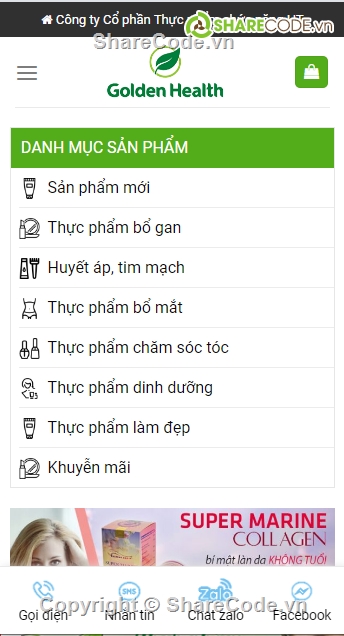 Công ty Cổ phần Thực
SHARECODE.vn
ShareCode.vn
Golden Health
DANH MỤC SẢN PHẨM
Sản phẩm mới
Thực phẩm bổ gan
Huyết áp, tim mạch
Thực phẩm bổ mắt
Thực phẩm chăm sóc tóc
Thực phẩm dinh dưỡng
Thực phẩm làm đẹp
Khuyễn mãi
SUPER MARINE
COLLAGEN
bí mật làn da KHÔNG TUỔI
SMS Zalo
Gọi điện Nhắn tin Chat zalo Facebook
Copyright © ShareCode.vn